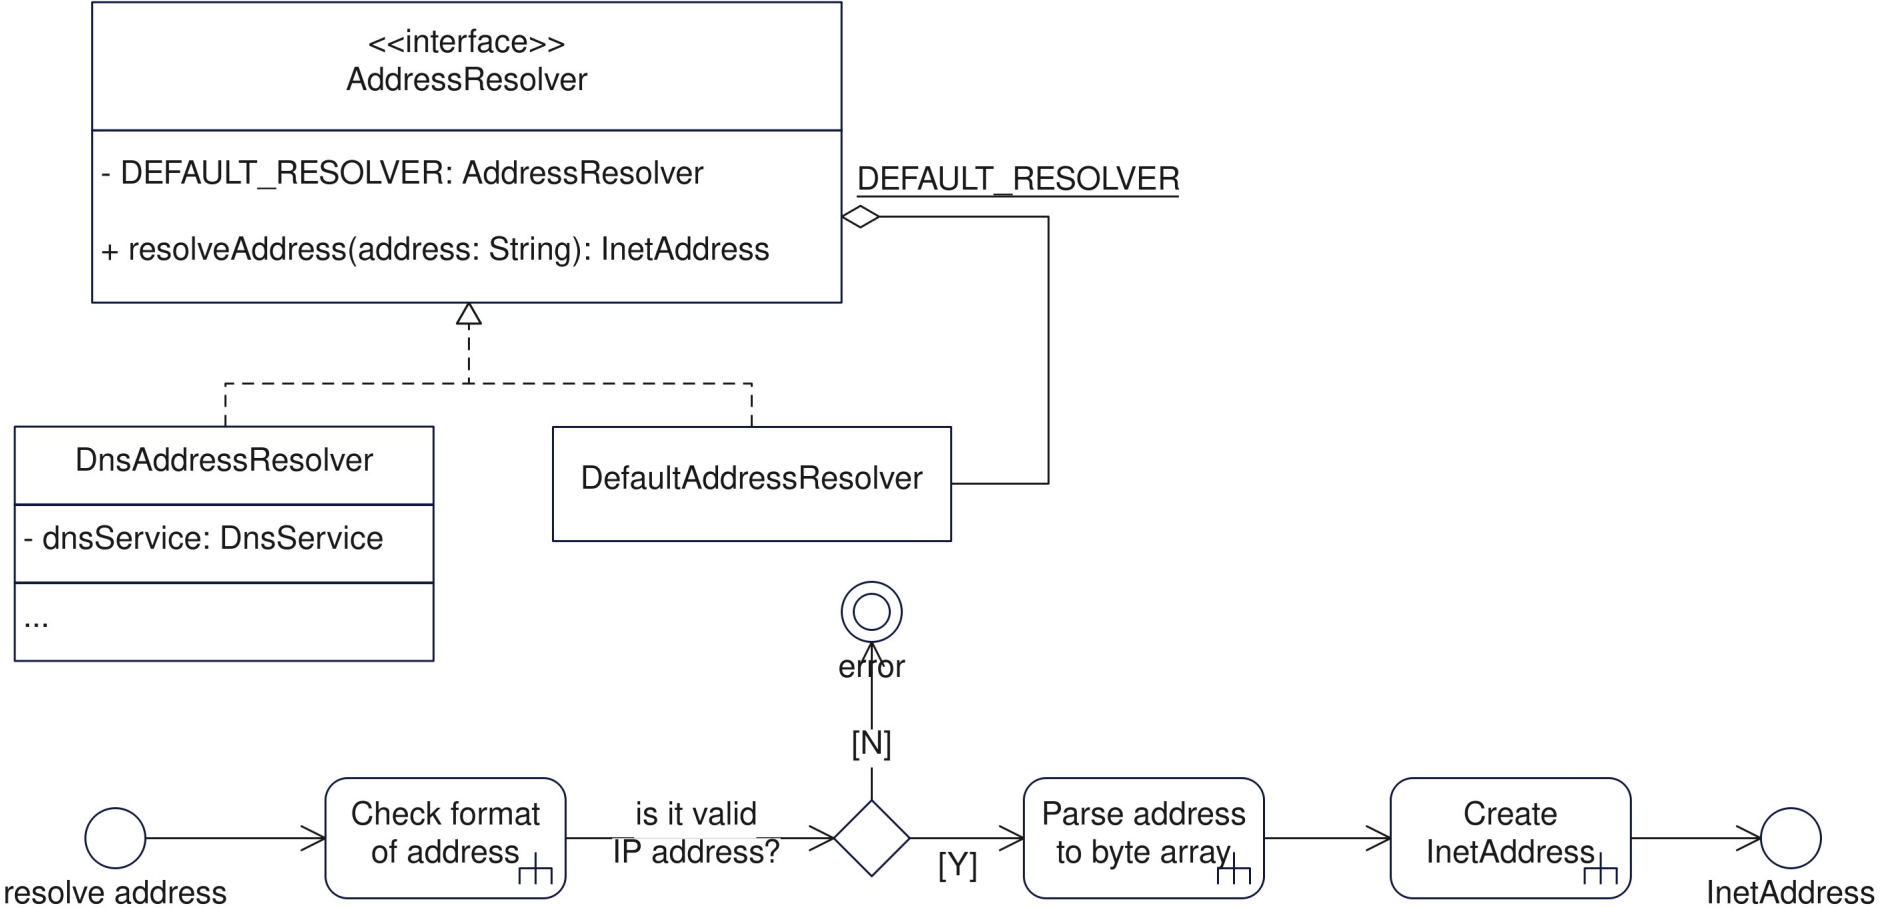 <<interface>>
AddressResolver
- DEFAULT_RESOLVER: AddressResolver
DEFAULT_RESOLVER
+ resolveAddress(address: String): InetAddress
DnsAddressResolver
- dnsService: DnsService
...
DefaultAddressResolver
error
[N]
resolve address
Check format
of address
is it valid
IP address?
[Y]
Parse address
to byte array
Create
InetAddress
InetAddress